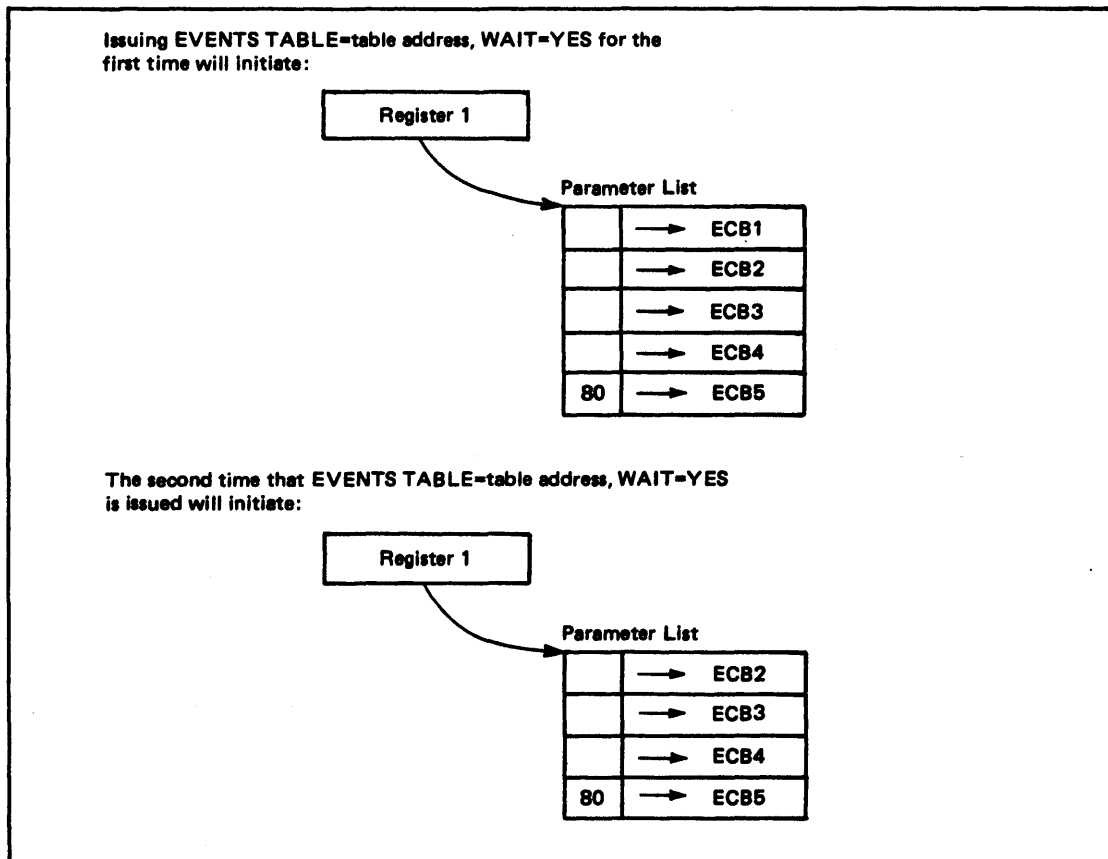 Issuing EVENTS TABLE=table address, WAIT=YES for the
first time will initiate:
Register 1
Parameter List
ECB1
ECB2
ECB3
ECB4
80 ECB5
The second time that EVENTS TABLE=table address, WAIT=YES
is issued will initiate:
Register 1
Parameter List
ECB2
ECB3
ECB4
80 ECB5